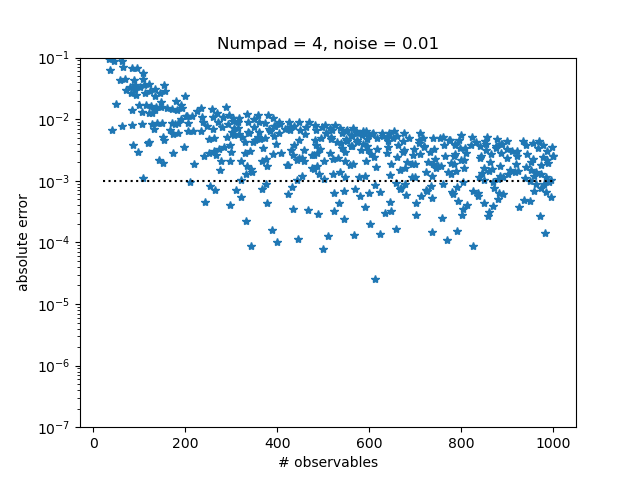 Numpad = 4, noise = 0.01
absolute error
10⁻¹
10⁻²
10⁻³
10⁻⁴
10⁻⁵
10⁻⁶
10⁻⁷
0 200 400 600 800 1000
# observables